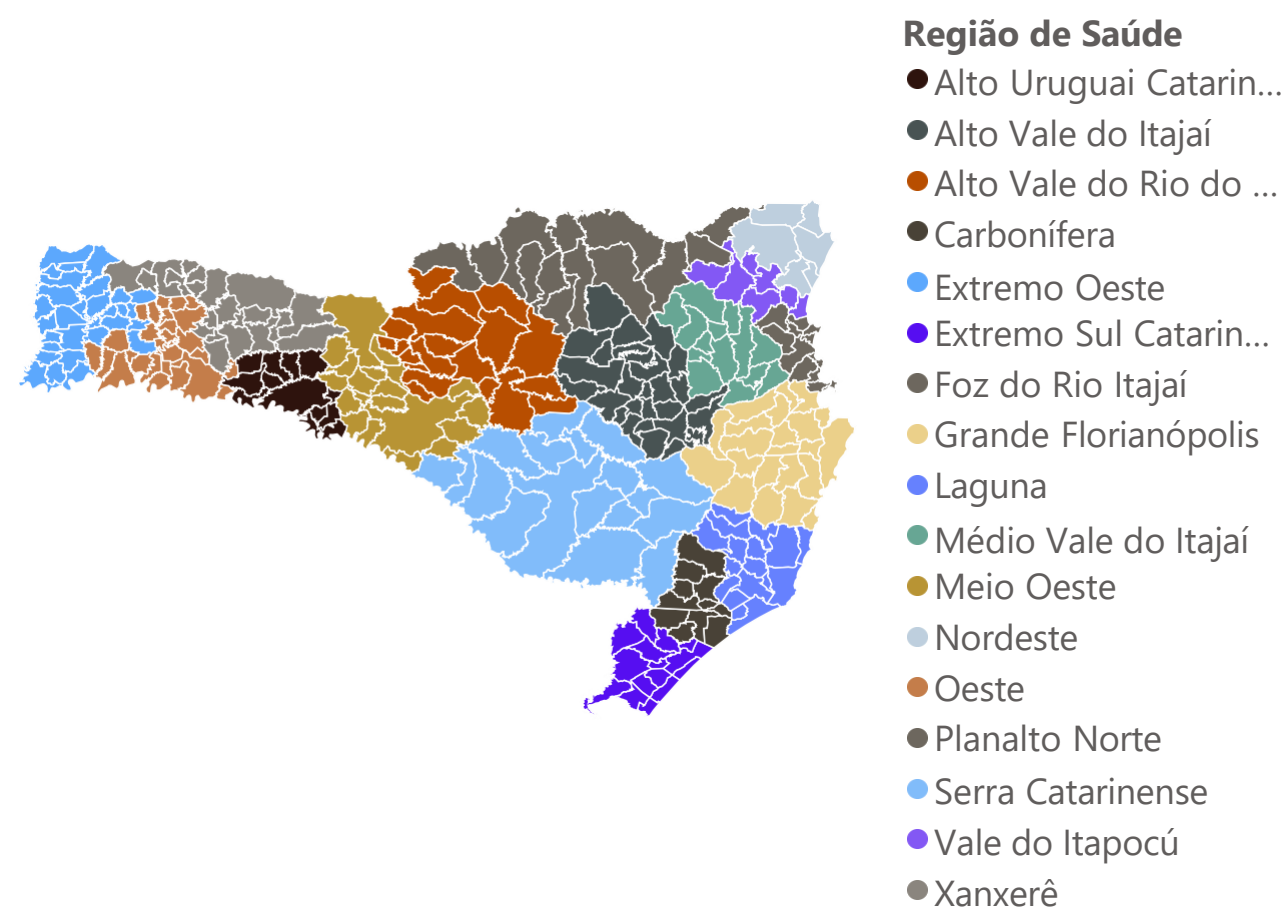 Região de Saúde
Alto Uruguai Catarin...
Alto Vale do Itajaí
Alto Vale do Rio do ...
Carbonífera
Extremo Oeste
Extremo Sul Catarin...
Foz do Rio Itajaí
Grande Florianópolis
Laguna
Médio Vale do Itajaí
Meio Oeste
Nordeste
Oeste
Planalto Norte
Serra Catarinense
Vale do Itapocú
Xanxerê